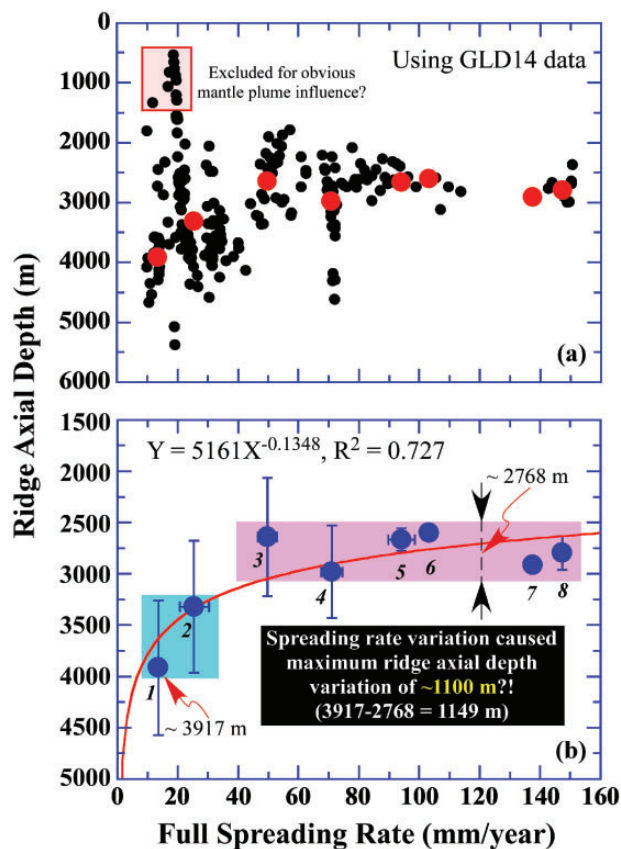 0
1000
2000
3000
4000
5000
6000
Excluded for obvious
mantle plume influence?
Using GLD14 data
(a)
Ridge Axial Depth (m)
1500
2000
2500
3000
3500
4000
4500
5000
Y = 5161X^-0.1348, R^2 = 0.727
~ 2768 m
1
2
3
4
5
6
7
8
~ 3917 m
Spreading rate variation caused
maximum ridge axial depth
variation of ~1100 m?!
(3917-2768 = 1149 m)
(b)
0 20 40 60 80 100 120 140 160
Full Spreading Rate (mm/year)